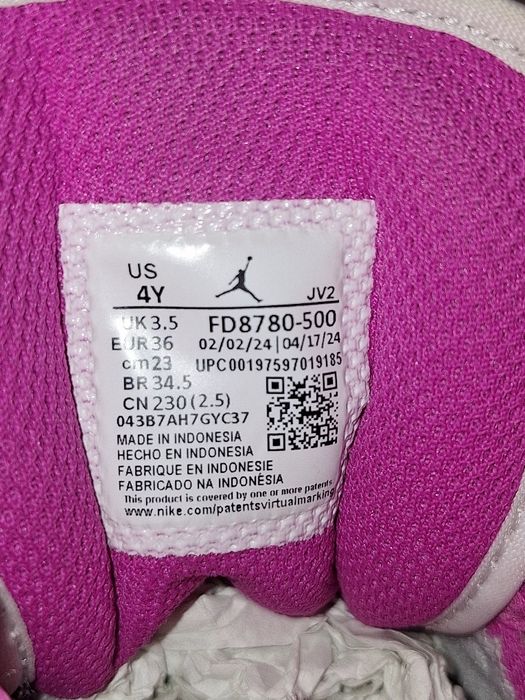 US
4Y JV2
UK 3.5 FD8780-500
EUR 36 02/02/24 | 04/17/24
cm 23 UPC00197597019185
BR 34.5
CN 230 (2.5)
043B7AH7GYC37
MADE IN INDONESIA
HECHO EN INDONESIA
FABRIQUE EN INDONESIE
FABRICADO NA INDONÉSIA
This product is covered by one or more patents
www.nike.com/patentsvirtualmarking